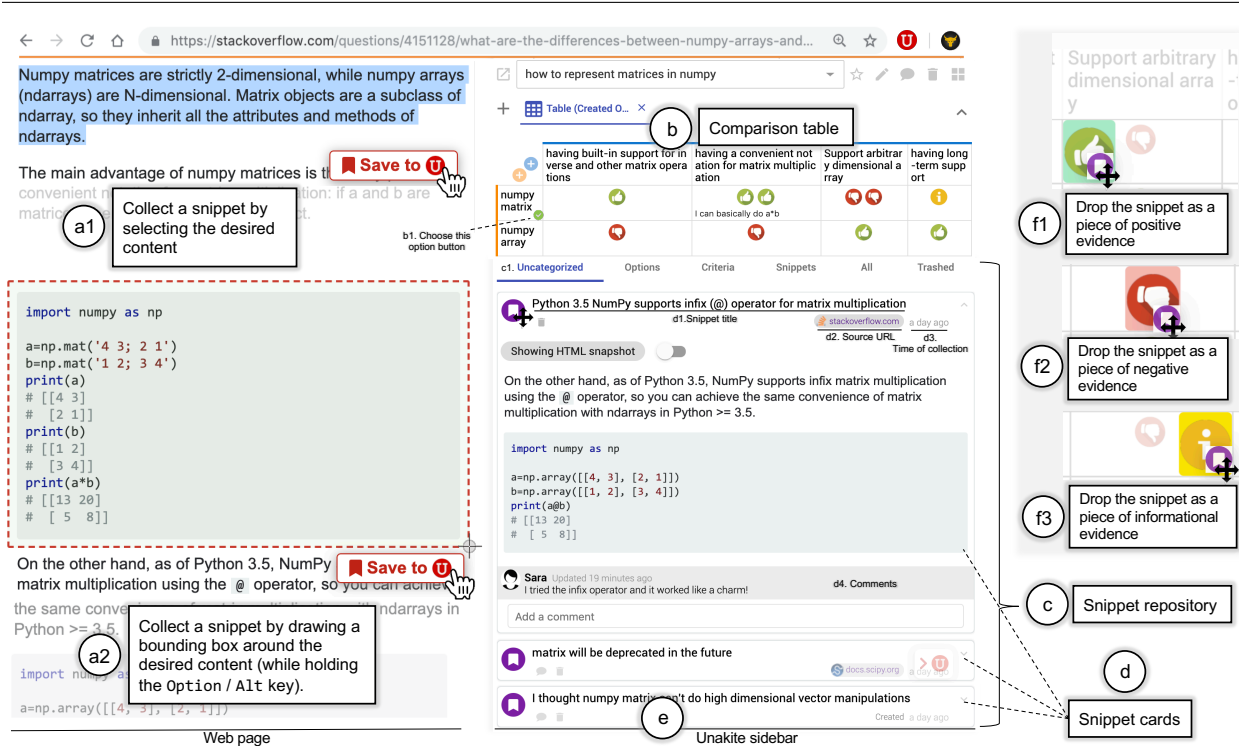 https://stackoverflow.com/questions/4151128/what-are-the-differences-between-numpy-arrays-and...
Numpy matrices are strictly 2-dimensional, while numpy arrays
(ndarrays) are N-dimensional. Matrix objects are a subclass of
ndarray, so they inherit all the attributes and methods of
ndarrays.
The main advantage of numpy matrices is th
Save to U
convenient n
ation: if a and b are
matric
ct.
a1
Collect a snippet by
selecting the desired
content
import numpy as np
a=np.mat('4 3; 2 1')
b=np.mat('1 2; 3 4')
print(a)
# [[4 3]
#  [2 1]]
print(b)
# [[1 2]
#  [3 4]]
print(a*b)
# [[13 20]
#  [ 5  8]]
On the other hand, as of Python 3.5, NumPy
Save to U
matrix multiplication using the @ operator, so you can achiev
the same conve
ndarrays in
Python >= 3.5.
a2
Collect a snippet by drawing a
bounding box around the
desired content (while holding
the Option / Alt key).
import numpy as
a=np.array([[4, 3], [2, 1]])
Web page
how to represent matrices in numpy
Table (Created O... ×
b
Comparison table
having built-in support for in
verse and other matrix opera
tions
having a convenient not
ation for matrix multiplic
ation
Support arbitrar
y dimensional a
rray
having long
-term supp
ort
numpy
matrix
I can basically do a*b
numpy
array
b1. Choose this
option button
c1. Uncategorized
Options
Criteria
Snippets
All
Trashed
Python 3.5 NumPy supports infix (@) operator for matrix multiplication
d1.Snippet title
stackoverflow.com
a day ago
d2. Source URL
d3.
Time of collection
Showing HTML snapshot
On the other hand, as of Python 3.5, NumPy supports infix matrix multiplication
using the @ operator, so you can achieve the same convenience of matrix
multiplication with ndarrays in Python >= 3.5.
import numpy as np
a=np.array([[4, 3], [2, 1]])
b=np.array([[1, 2], [3, 4]])
print(a@b)
# [[13 20]
#  [ 5  8]]
Sara Updated 19 minutes ago
I tried the infix operator and it worked like a charm!
d4. Comments
Add a comment
matrix will be deprecated in the future
docs.scipy.org
a day ago
I thought numpy matrix can't do high dimensional vector manipulations
Created a day ago
e
Unakite sidebar
Support arbitrary
dimensional arra
y
f1
Drop the snippet as a
piece of positive
evidence
f2
Drop the snippet as a
piece of negative
evidence
f3
Drop the snippet as a
piece of informational
evidence
c
Snippet repository
d
Snippet cards